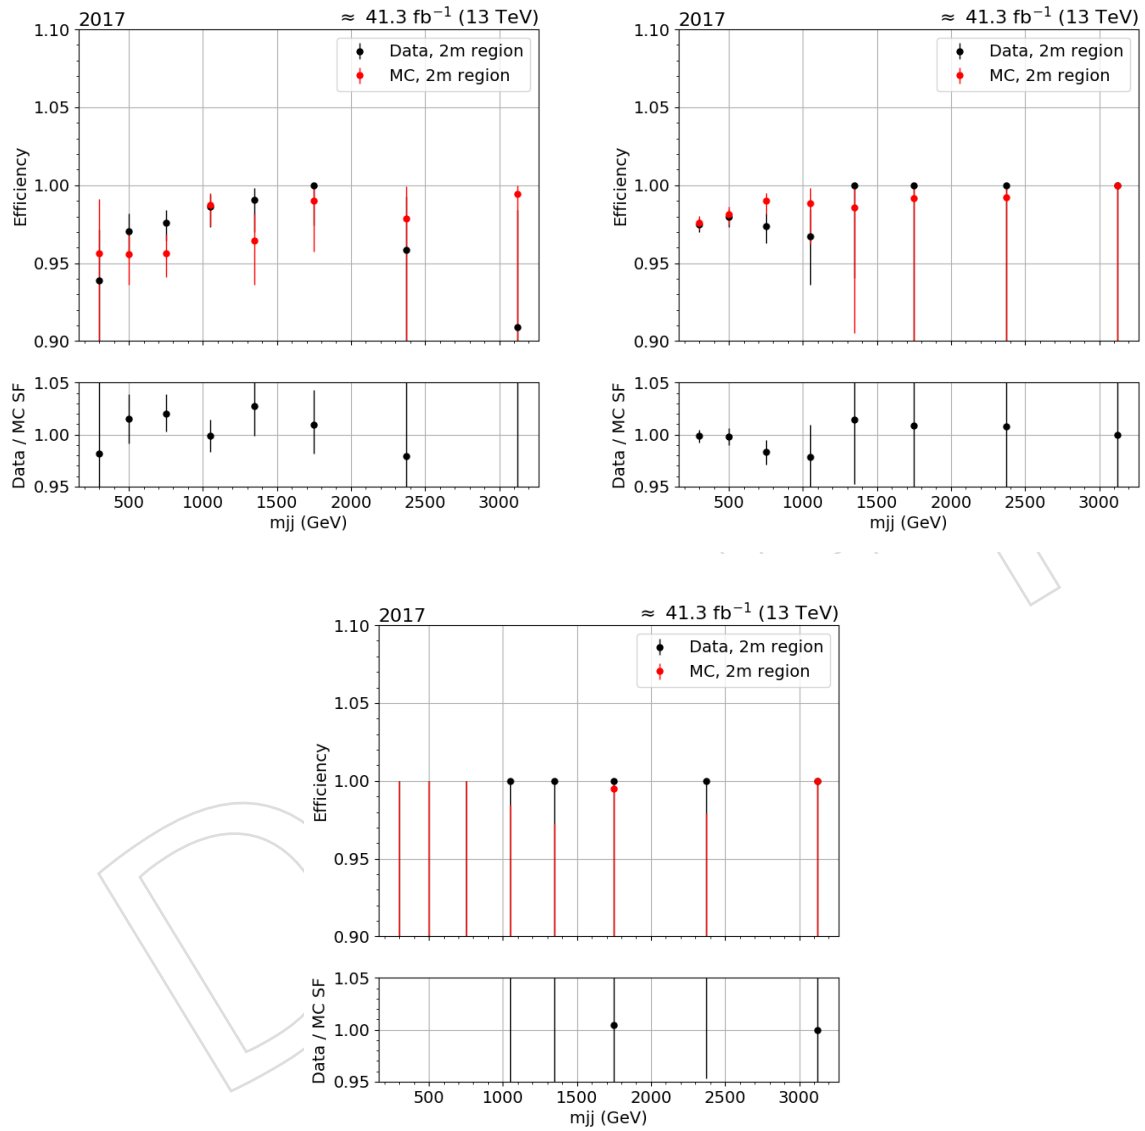 2017 ≈ 41.3 fb⁻¹ (13 TeV)
Data, 2m region
MC, 2m region
Efficiency
1.10
1.05
1.00
0.95
0.90
Data / MC SF
1.05
1.00
0.95
500 1000 1500 2000 2500 3000
mjj (GeV)
2017 ≈ 41.3 fb⁻¹ (13 TeV)
Data, 2m region
MC, 2m region
Efficiency
1.10
1.05
1.00
0.95
0.90
Data / MC SF
1.05
1.00
0.95
500 1000 1500 2000 2500 3000
mjj (GeV)
2017 ≈ 41.3 fb⁻¹ (13 TeV)
Data, 2m region
MC, 2m region
Efficiency
1.10
1.05
1.00
0.95
0.90
Data / MC SF
1.05
1.00
0.95
500 1000 1500 2000 2500 3000
mjj (GeV)